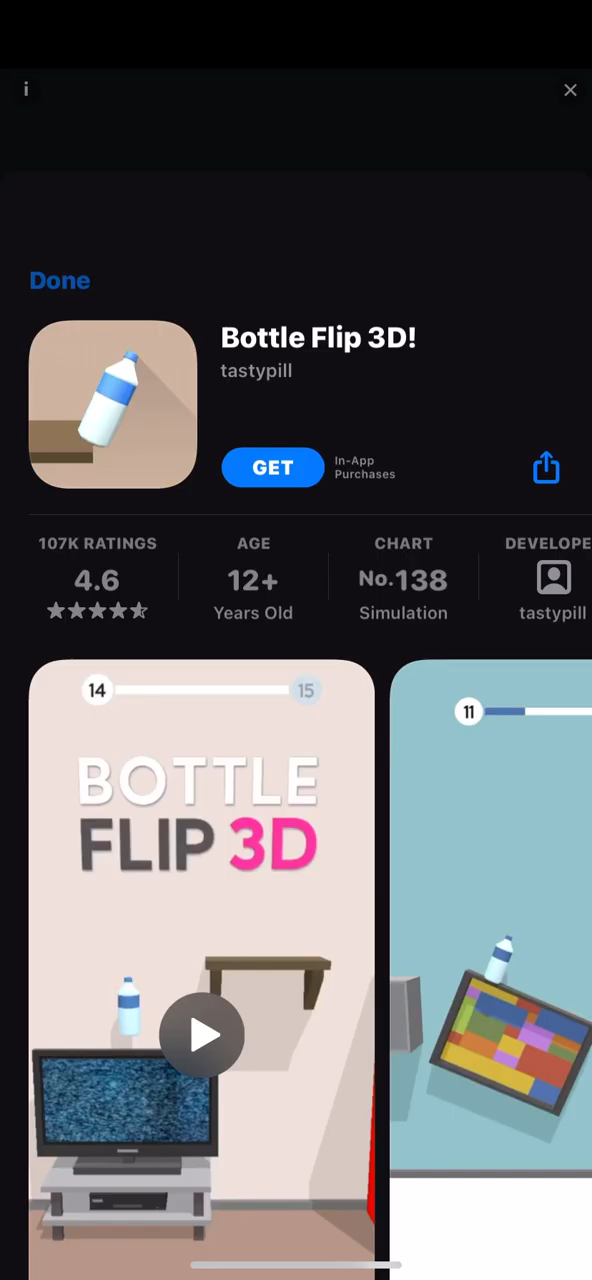 i
Done
Bottle Flip 3D!
tastypill
GET
In-App
Purchases
107K RATINGS
4.6
AGE
12+
Years Old
CHART
No.138
Simulation
DEVELOPE
tastypill
14
15
BOTTLE
FLIP 3D
11